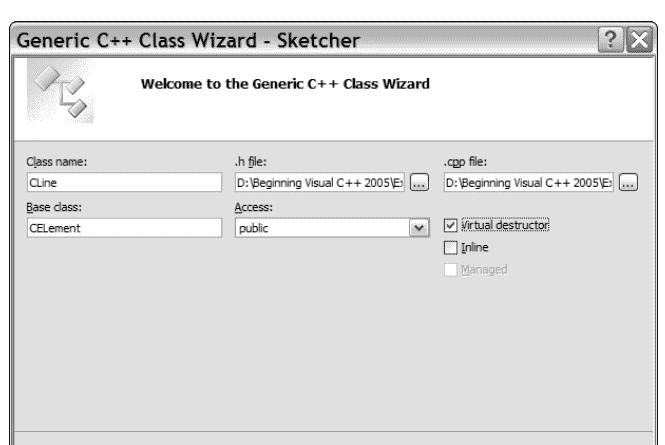 Generic C++ Class Wizard - Sketcher
Welcome to the Generic C++ Class Wizard
Class name:
.h file:
.cpp file:
CLine
D:\Beginning Visual C++ 2005\E
...
D:\Beginning Visual C++ 2005\E
...
Base class:
Access:
CELement
public
Virtual destructor
Inline
Managed